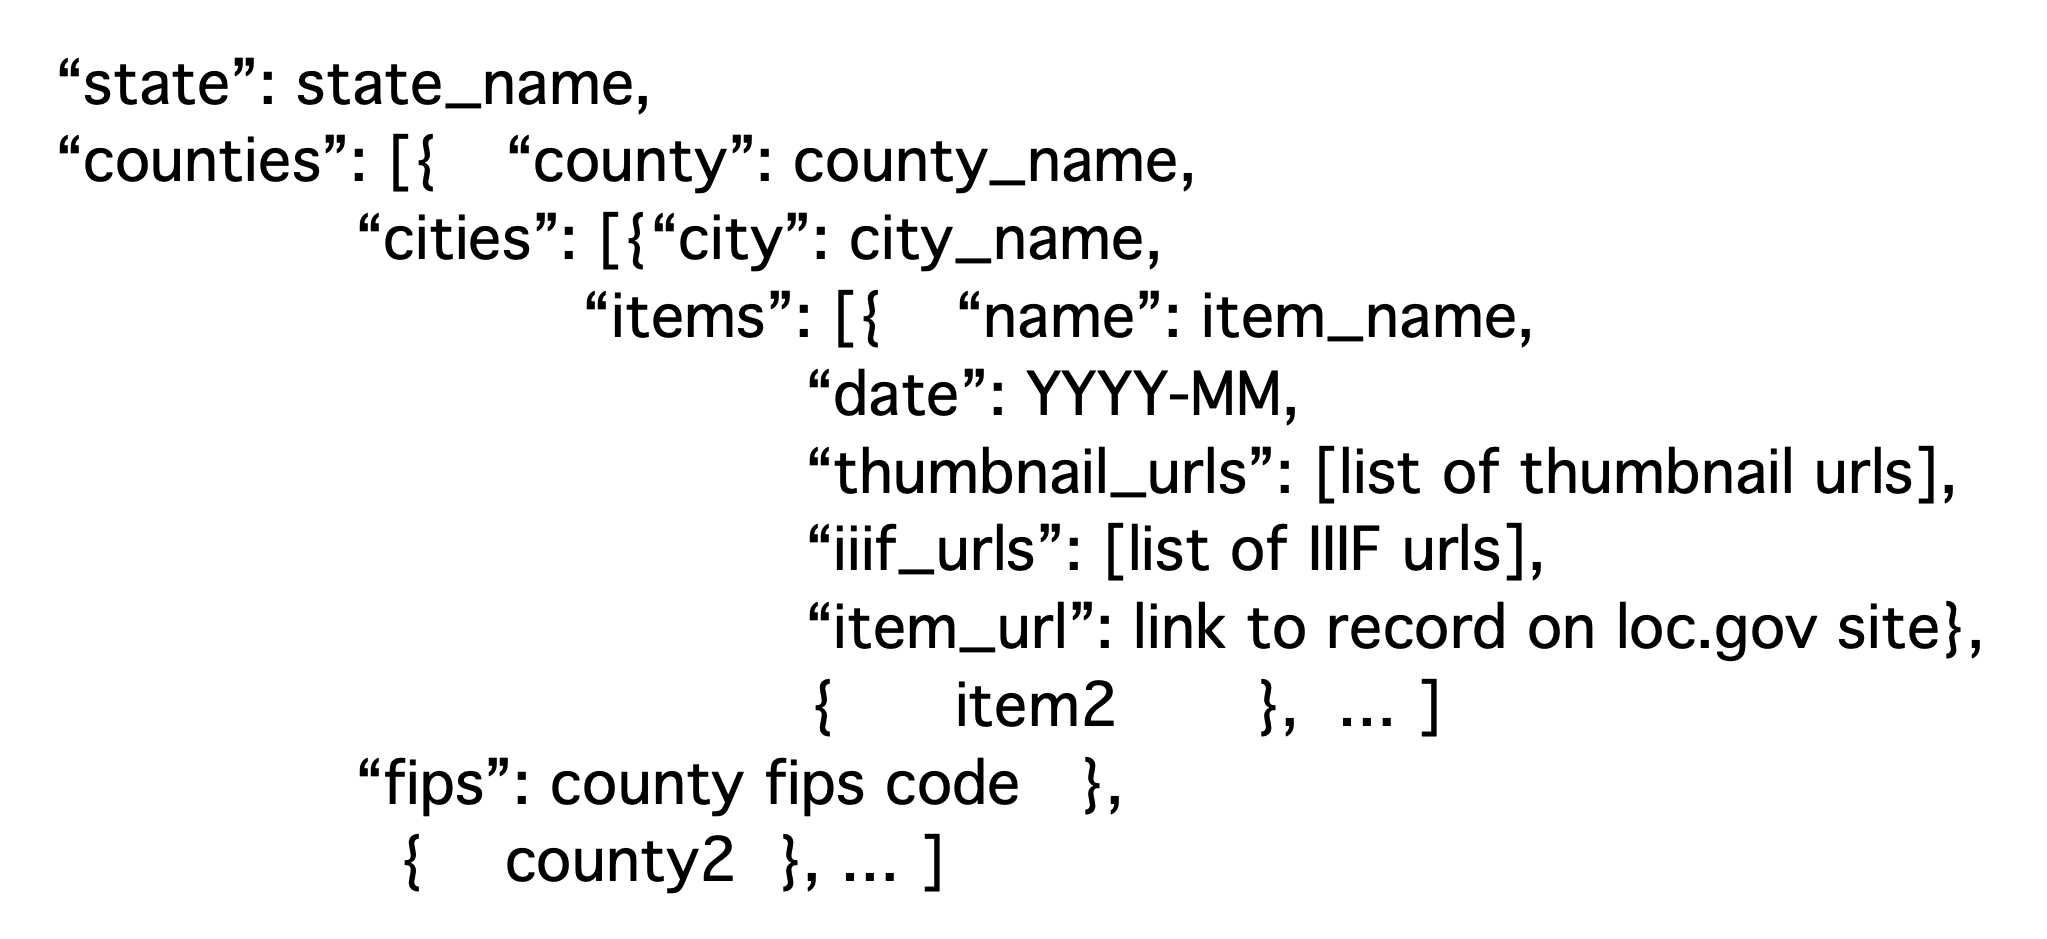 “state”: state_name,
“counties”: [{ “county”: county_name,
“cities”: [{“city”: city_name,
“items”: [{ “name”: item_name,
“date”: YYYY-MM,
“thumbnail_urls”: [list of thumbnail urls],
“iiif_urls”: [list of IIIF urls],
“item_url”: link to record on loc.gov site},
{ item2 }, ... ]
“fips”: county fips code },
{ county2 }, ... ]